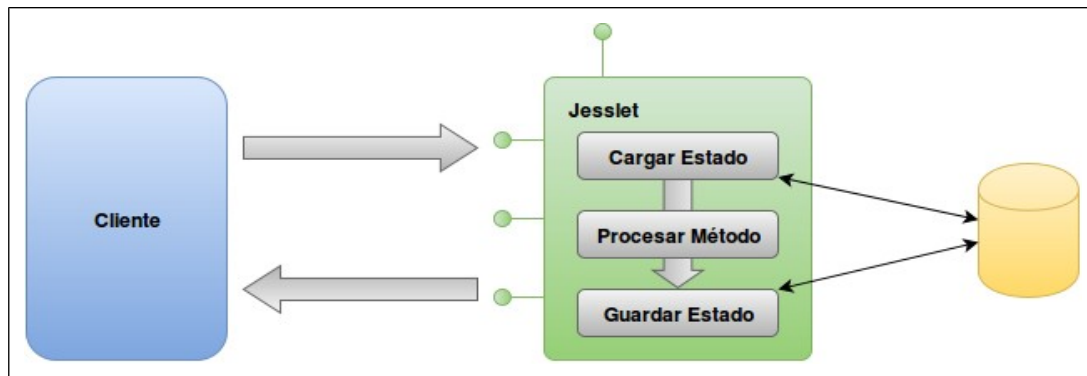 Jesslet
Cargar Estado
Cliente
Procesar Método
Guardar Estado